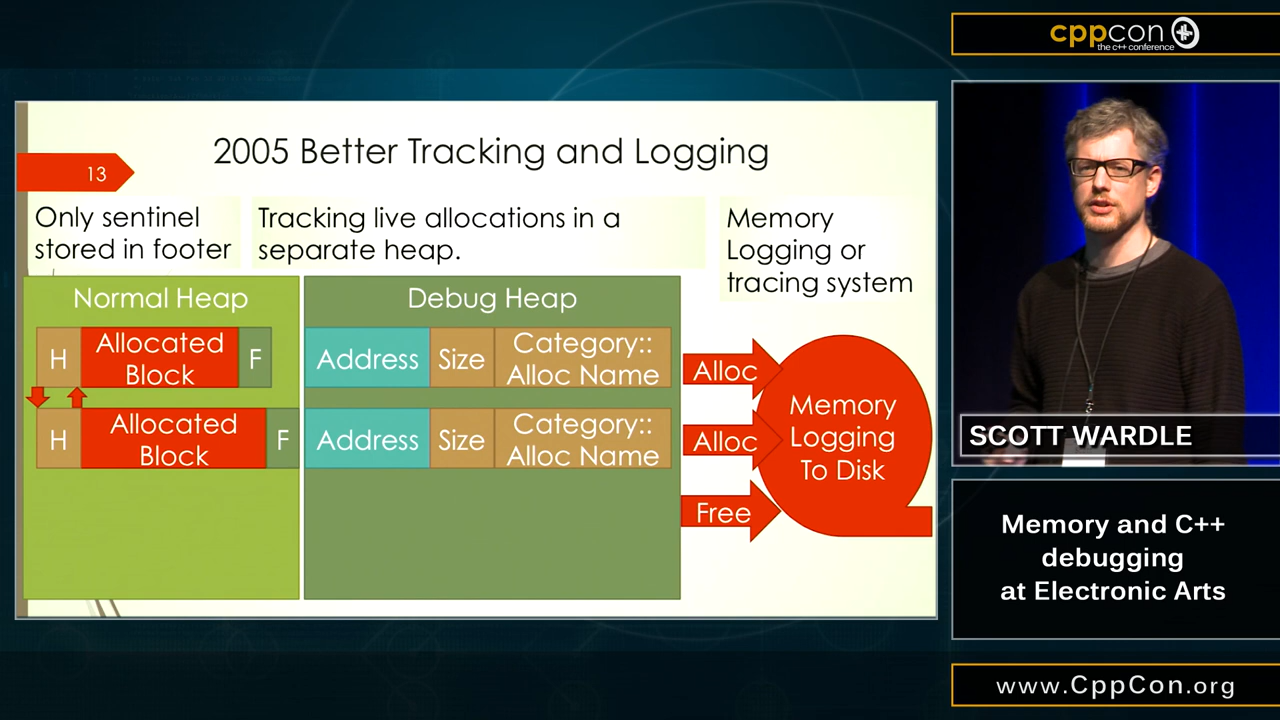 cppcon
the c++ conference
2005 Better Tracking and Logging
13
Only sentinel
stored in footer
Tracking live allocations in a
separate heap.
Memory
Logging or
tracing system
Normal Heap
H
Allocated
Block
F
H
Allocated
Block
F
Debug Heap
Address
Size
Category::
Alloc Name
Address
Size
Category::
Alloc Name
Alloc
Alloc
Free
Memory
Logging
To Disk
SCOTT WARDLE
Memory and C++
debugging
at Electronic Arts
www.CppCon.org